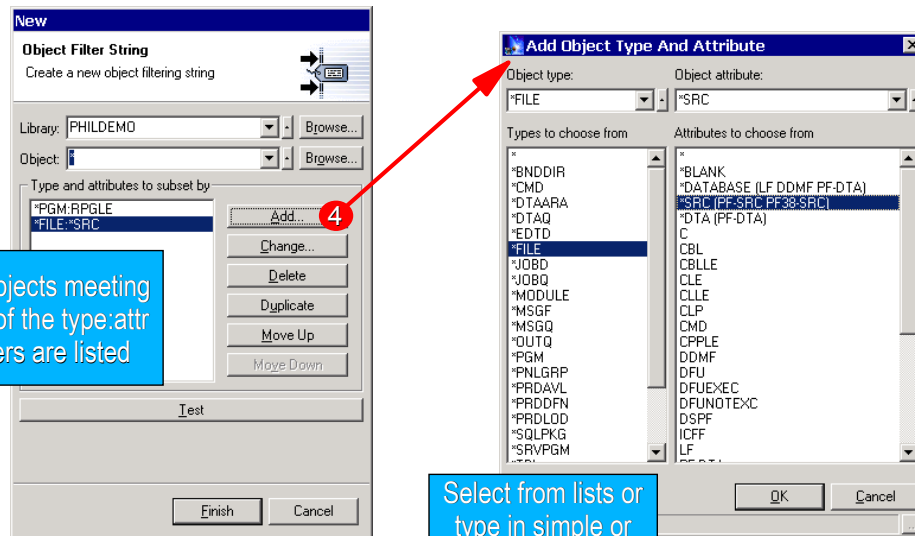 New
Object Filter String
Create a new object filtering string
Library: PHILDEMO
Browse...
Object: *
Browse...
Type and attributes to subset by
*PGM:RPGLE
*FILE:*SRC
Add...
4
Change...
Delete
Duplicate
Move Up
Move Down
meeting
of the type:attr
are listed
Test
Finish
Cancel
Add Object Type And Attribute
Object type:
Object attribute:
*FILE
*SRC
Types to choose from
Attributes to choose from
*
*BNDDIR
*CMD
*DTAARA
*DTAQ
*EDTD
*FILE
*JOBD
*JOBQ
*MODULE
*MSGF
*MSGQ
*OUTQ
*PGM
*PNLGRP
*PRDAVL
*PRDDFN
*PRDLOD
*SQLPKG
*SRVPGM
*
*BLANK
*DATABASE (LF DDMF PF-DTA)
*SRC (PF-SRC PF38-SRC)
*DTA (PF-DTA)
C
CBL
CBLLE
CLE
CLLE
CLP
CMD
CPPLE
DDMF
DFU
DFUEXEC
DFUNOTEXC
DSPF
ICFF
LF
OK
Cancel
Select from lists or
type in simple or